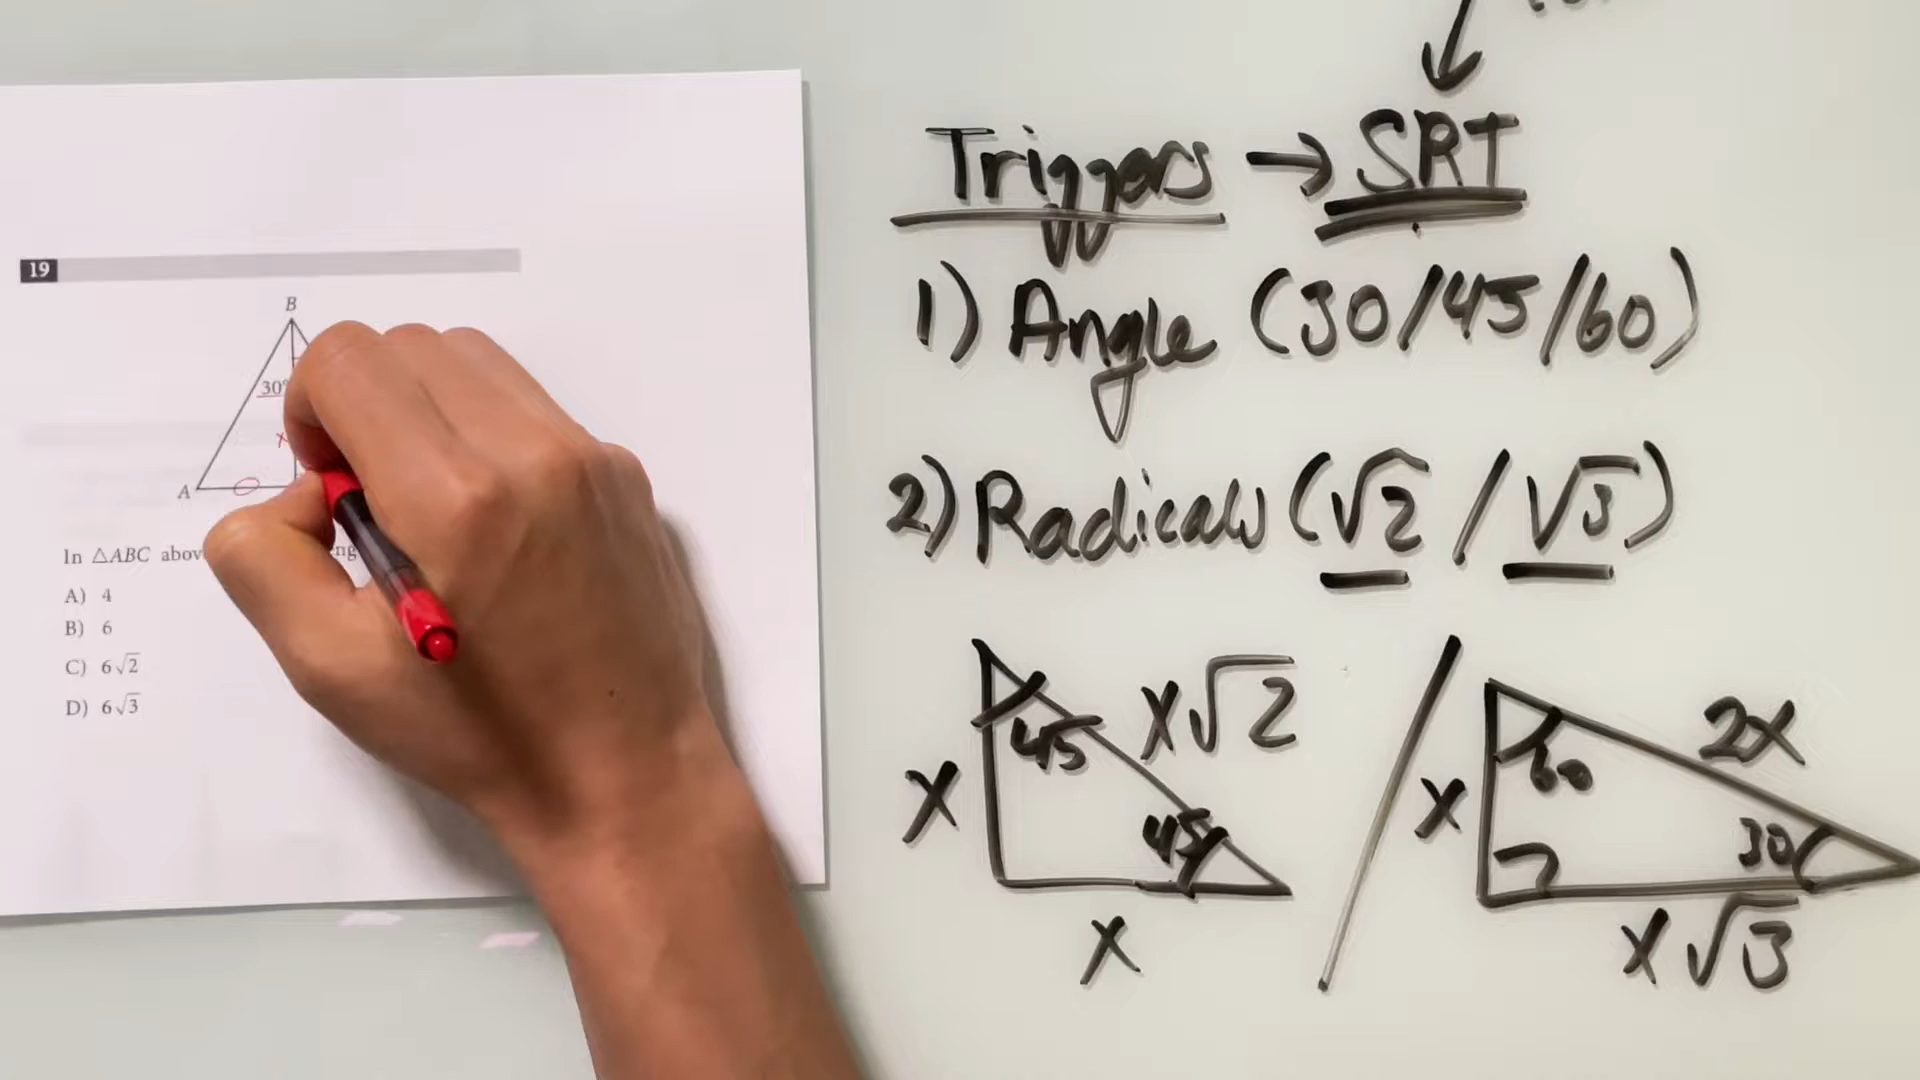 19
B
30°
x
A
In △ABC abov
A) 4
B) 6
C) 6√2
D) 6√3
Triggers → SRT
1) Angle (30/45/60)
2) Radicals (√2 / √3)
45
x√2
x
45
x
60
2x
x
30
x√3